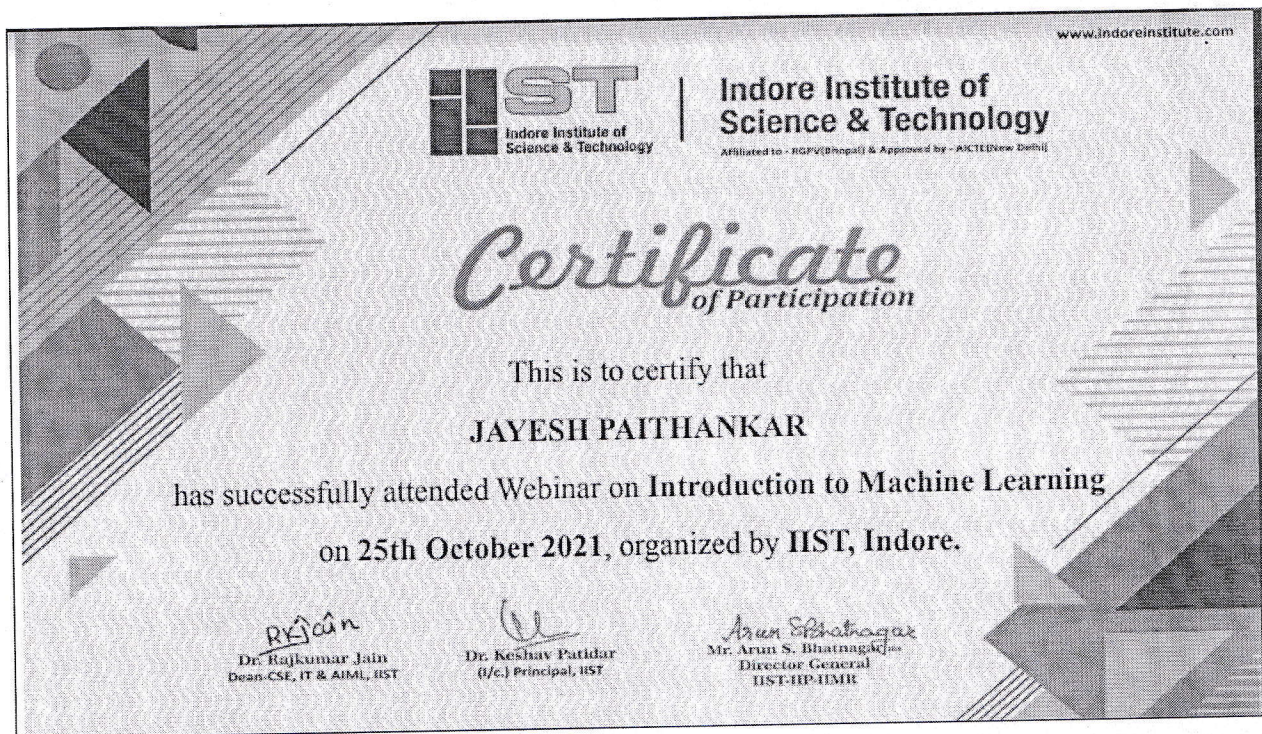 www.indoreinstitute.com
IIST
Indore Institute of
Science & Technology
Indore Institute of
Science & Technology
Affiliated to - RGPV(Bhopal) & Approved by - AICTE(New Delhi)
Certificate
of Participation
This is to certify that
JAYESH PAITHANKAR
has successfully attended Webinar on Introduction to Machine Learning
on 25th October 2021, organized by IIST, Indore.
RKJain
Arun SBhatnagar
Dr. Rajkumar Jain
Dean-CSE, IT & AIML, IIST
Dr. Keshav Patidar
(I/c.) Principal, IIST
Mr. Arun S. Bhatnagar
Director General
IIST-IIP-IIMR